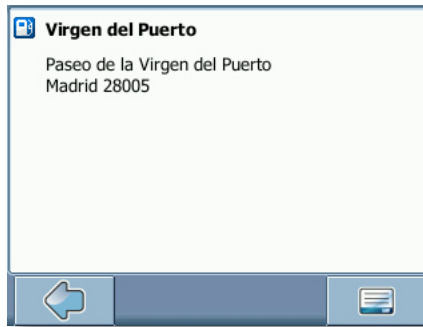 Virgen del Puerto
Paseo de la Virgen del Puerto
Madrid 28005